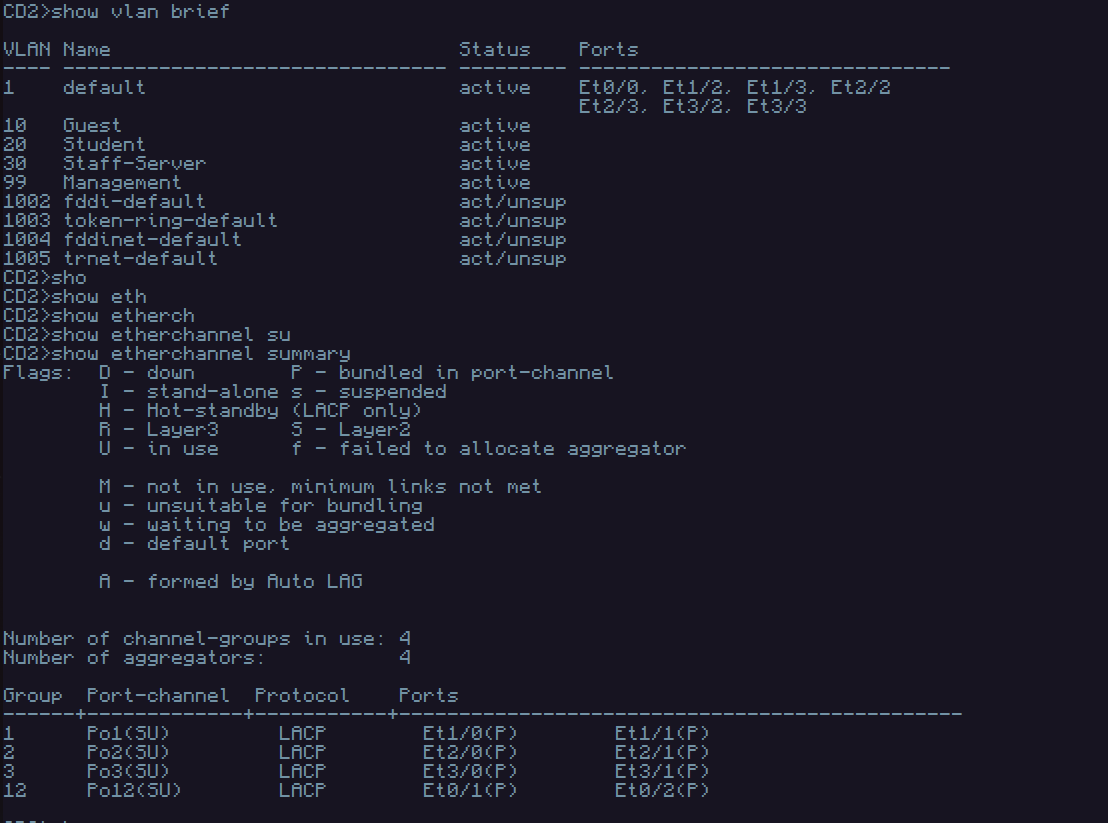 CD2>show vlan brief
VLAN Name                             Status    Ports
---- -------------------------------- --------- -------------------------------
1    default                          active    Et0/0, Et1/2, Et1/3, Et2/2
                                                Et2/3, Et3/2, Et3/3
10   Guest                            active
20   Student                          active
30   Staff-Server                     active
99   Management                       active
1002 fddi-default                     act/unsup
1003 token-ring-default               act/unsup
1004 fddinet-default                  act/unsup
1005 trnet-default                    act/unsup
CD2>sho
CD2>show eth
CD2>show etherch
CD2>show etherchannel su
CD2>show etherchannel summary
Flags:  D - down        P - bundled in port-channel
        I - stand-alone s - suspended
        H - Hot-standby (LACP only)
        R - Layer3      S - Layer2
        U - in use      f - failed to allocate aggregator
        M - not in use, minimum links not met
        u - unsuitable for bundling
        w - waiting to be aggregated
        d - default port
        A - formed by Auto LAG
Number of channel-groups in use: 4
Number of aggregators:           4
Group  Port-channel  Protocol    Ports
------+-------------+-----------+-----------------------------------------------
1      Po1(SU)         LACP        Et1/0(P)        Et1/1(P)
2      Po2(SU)         LACP        Et2/0(P)        Et2/1(P)
3      Po3(SU)         LACP        Et3/0(P)        Et3/1(P)
12     Po12(SU)        LACP        Et0/1(P)        Et0/2(P)